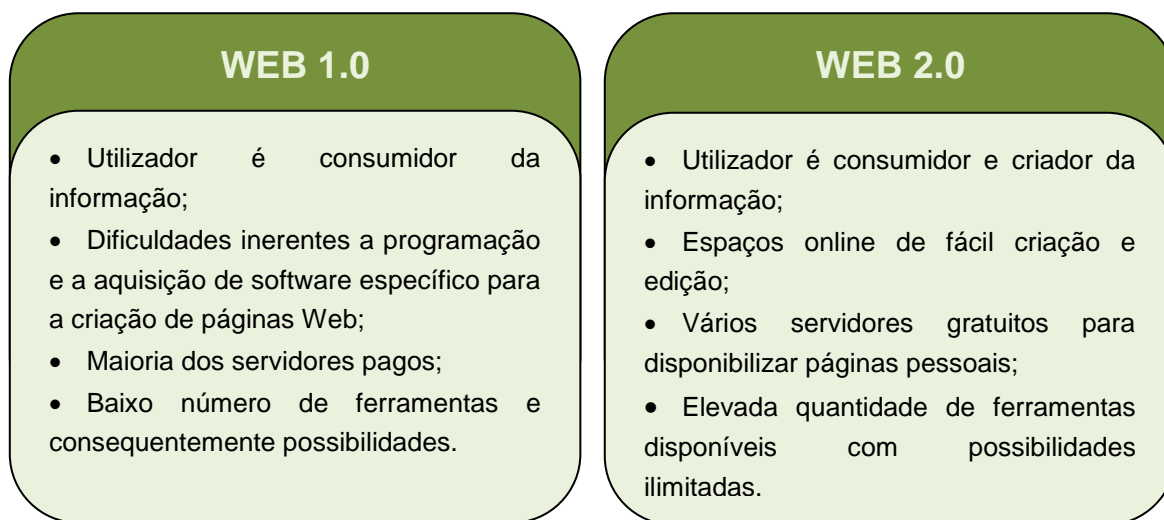 WEB 1.0
• Utilizador é consumidor da
informação;
• Dificuldades inerentes a programação
e a aquisição de software específico para
a criação de páginas Web;
• Maioria dos servidores pagos;
• Baixo número de ferramentas e
consequentemente possibilidades.
WEB 2.0
• Utilizador é consumidor e criador da
informação;
• Espaços online de fácil criação e
edição;
• Vários servidores gratuitos para
disponibilizar páginas pessoais;
• Elevada quantidade de ferramentas
disponíveis com possibilidades
ilimitadas.